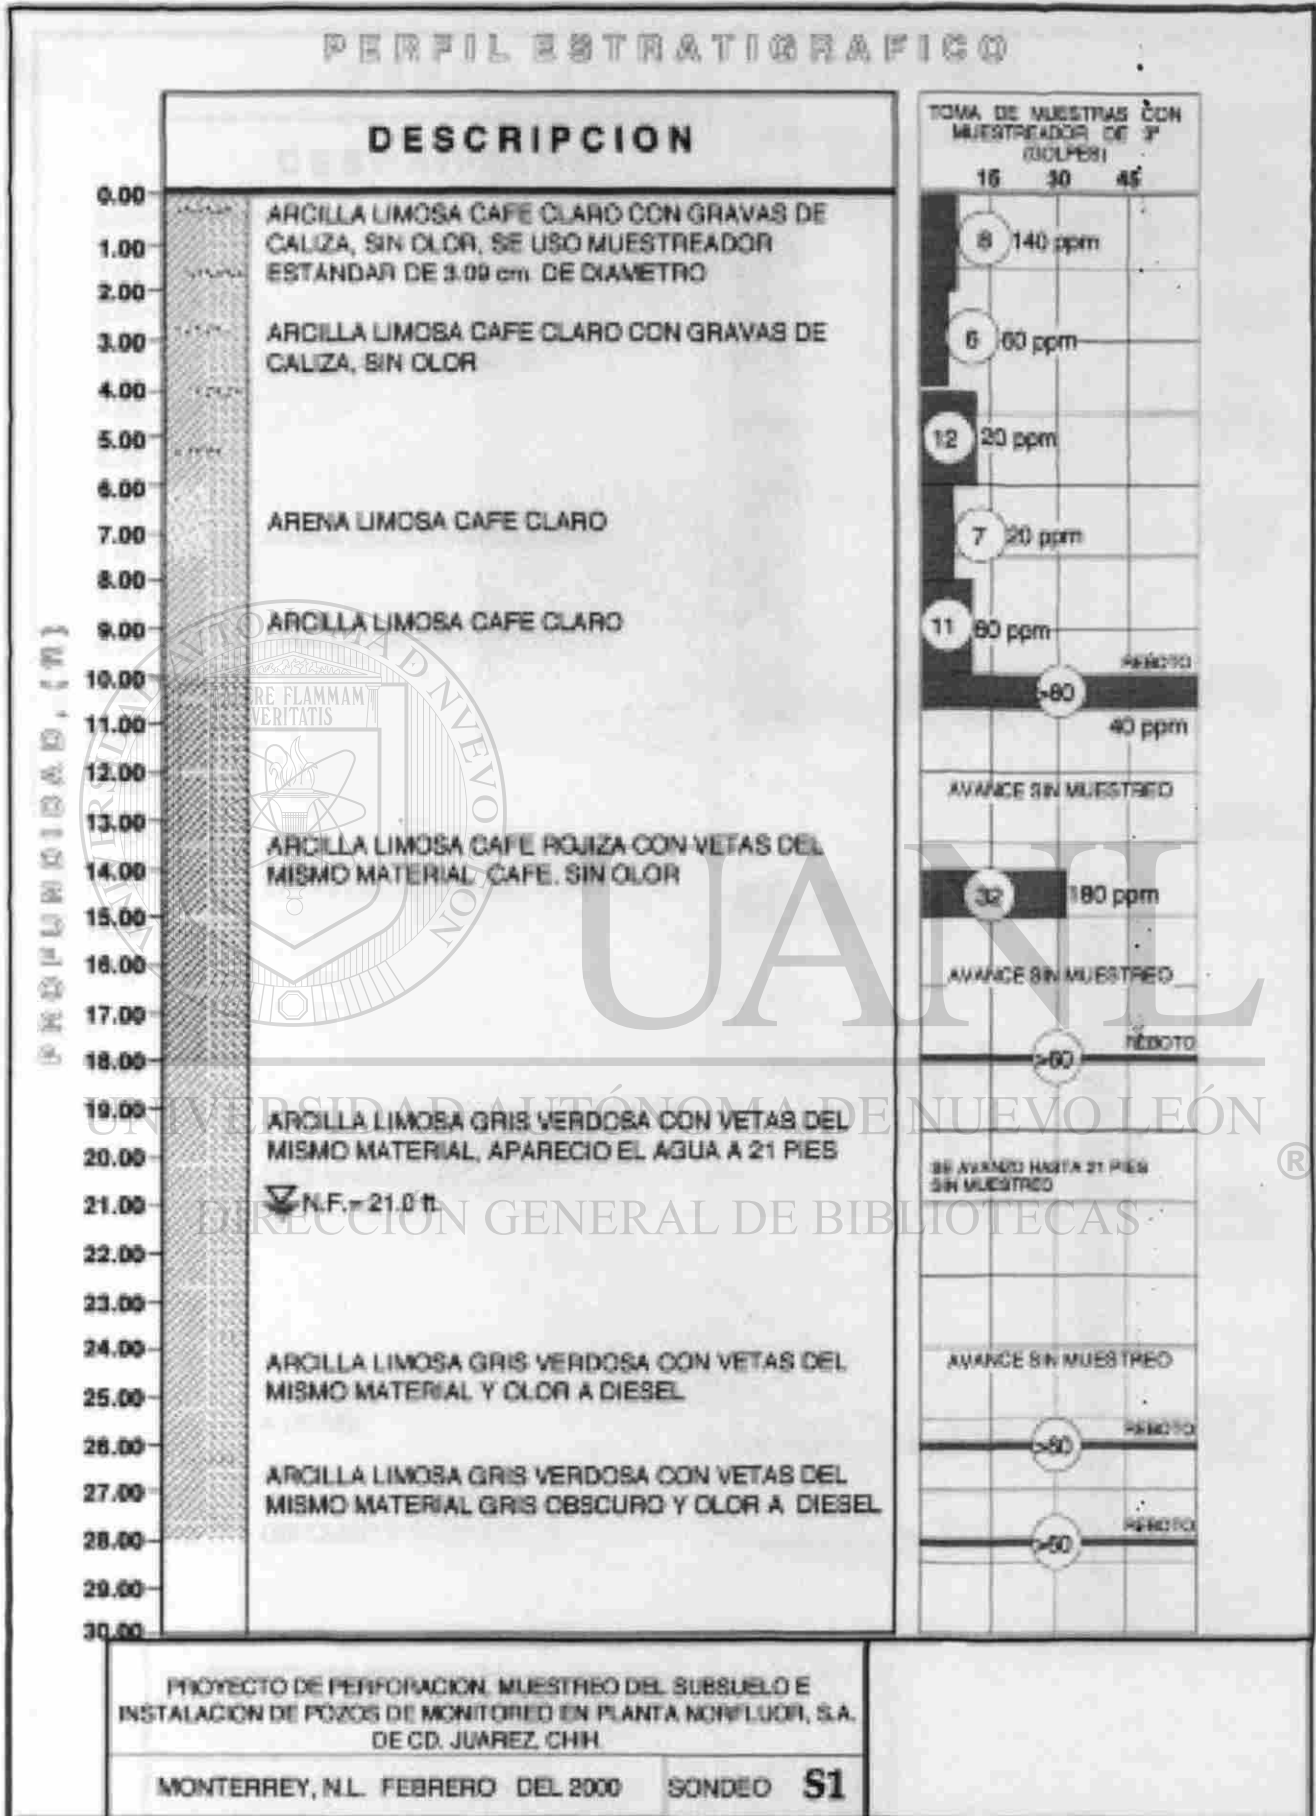 PERFIL ESTRATIGRAFICO
DESCRIPCION
TOMA DE MUESTRAS CON
MUESTREADOR DE 3"
(GOLPES)
15 30 45
PROFUNDIDAD, (m)
0.00
1.00
2.00
3.00
4.00
5.00
6.00
7.00
8.00
9.00
10.00
11.00
12.00
13.00
14.00
15.00
16.00
17.00
18.00
19.00
20.00
21.00
22.00
23.00
24.00
25.00
26.00
27.00
28.00
29.00
30.00
ARCILLA LIMOSA CAFE CLARO CON GRAVAS DE
CALIZA, SIN OLOR, SE USO MUESTREADOR
ESTANDAR DE 3.09 cm. DE DIAMETRO
ARCILLA LIMOSA CAFE CLARO CON GRAVAS DE
CALIZA, SIN OLOR
ARENA LIMOSA CAFE CLARO
ARCILLA LIMOSA CAFE CLARO
ARCILLA LIMOSA CAFE ROJIZA CON VETAS DEL
MISMO MATERIAL CAFE. SIN OLOR
ARCILLA LIMOSA GRIS VERDOSA CON VETAS DEL
MISMO MATERIAL, APARECIO EL AGUA A 21 PIES
N.F.= 21.0 ft.
ARCILLA LIMOSA GRIS VERDOSA CON VETAS DEL
MISMO MATERIAL Y OLOR A DIESEL
ARCILLA LIMOSA GRIS VERDOSA CON VETAS DEL
MISMO MATERIAL GRIS OBSCURO Y OLOR A DIESEL
8 140 ppm
6 60 ppm
12 20 ppm
7 20 ppm
11 80 ppm
REBOTO
>60
40 ppm
AVANCE SIN MUESTREO
32 180 ppm
AVANCE SIN MUESTREO
REBOTO
>60
SE AVANZO HASTA 21 PIES
SIN MUESTREO
AVANCE SIN MUESTREO
REBOTO
>60
REBOTO
>60
UNIVERSIDAD AUTONOMA DE NUEVO LEON
FLAMMAM
VERITATIS
UANL
UNIVERSIDAD AUTÓNOMA DE NUEVO LEÓN
®
DIRECCIÓN GENERAL DE BIBLIOTECAS
PROYECTO DE PERFORACION, MUESTREO DEL SUBSUELO E
INSTALACION DE POZOS DE MONITOREO EN PLANTA NORFLUOR, S.A.
DE CD. JUAREZ, CHIH.
MONTERREY, N.L. FEBRERO DEL 2000 SONDEO S1